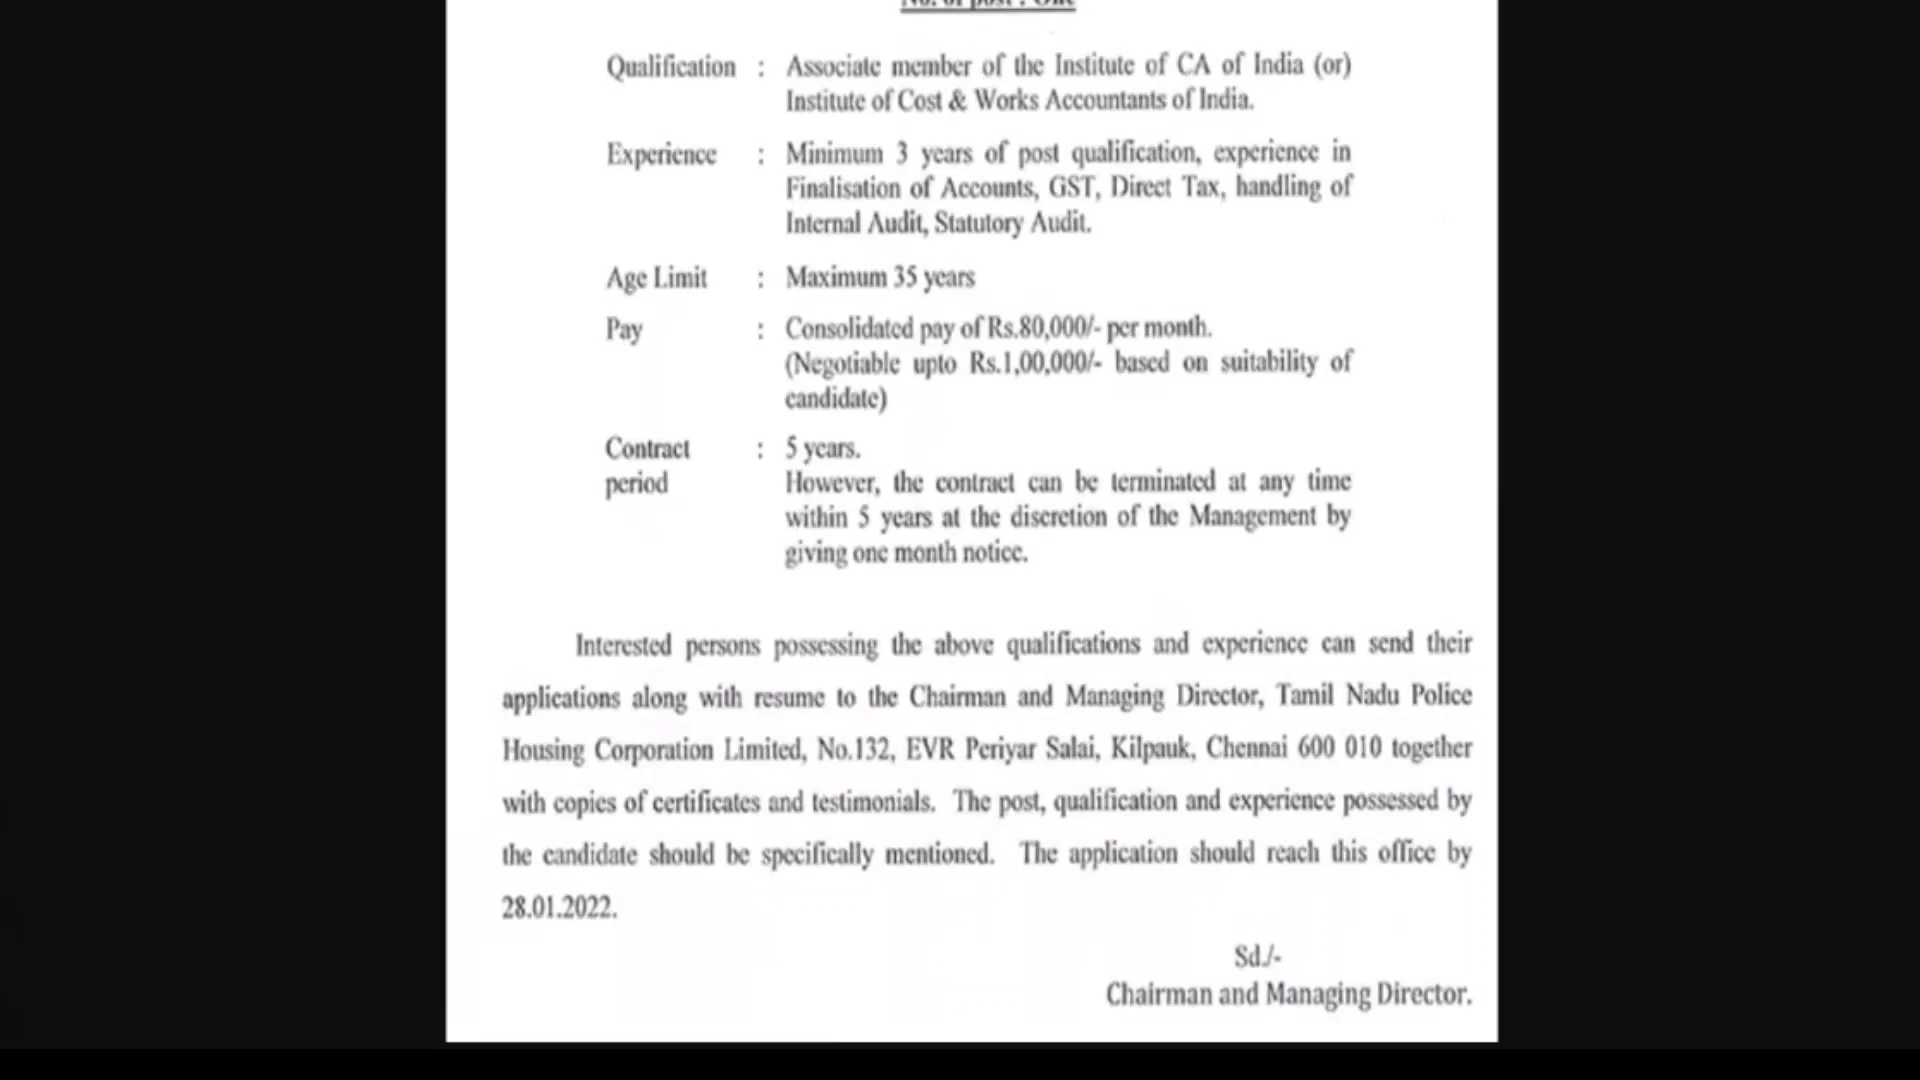 No. of post : One
Qualification : Associate member of the Institute of CA of India (or)
Institute of Cost & Works Accountants of India.
Experience : Minimum 3 years of post qualification, experience in
Finalisation of Accounts, GST, Direct Tax, handling of
Internal Audit, Statutory Audit.
Age Limit : Maximum 35 years
Pay : Consolidated pay of Rs.80,000/- per month.
(Negotiable upto Rs.1,00,000/- based on suitability of
candidate)
Contract : 5 years.
period However, the contract can be terminated at any time
within 5 years at the discretion of the Management by
giving one month notice.
Interested persons possessing the above qualifications and experience can send their
applications along with resume to the Chairman and Managing Director, Tamil Nadu Police
Housing Corporation Limited, No.132, EVR Periyar Salai, Kilpauk, Chennai 600 010 together
with copies of certificates and testimonials. The post, qualification and experience possessed by
the candidate should be specifically mentioned. The application should reach this office by
28.01.2022.
Sd./-
Chairman and Managing Director.